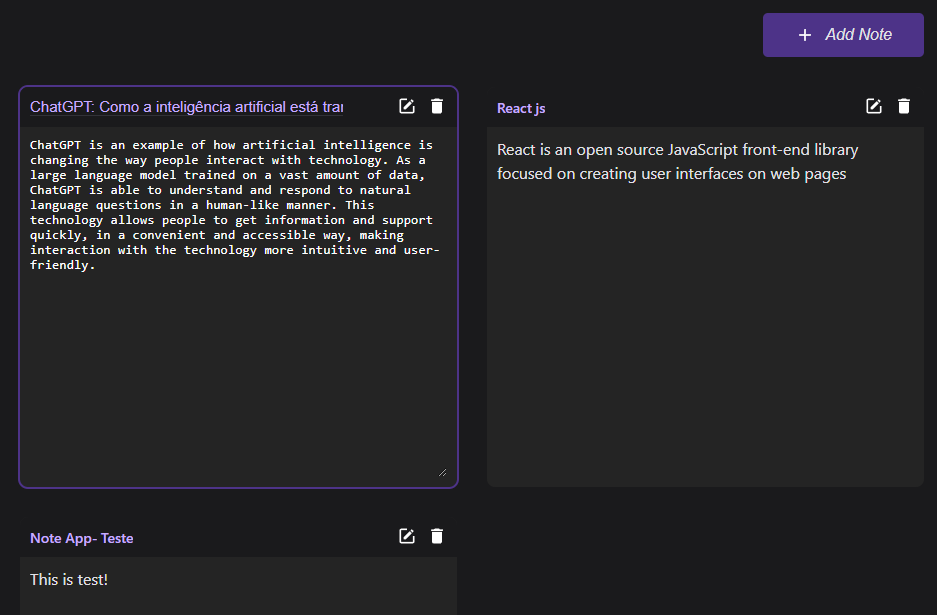 + Add Note
ChatGPT: Como a inteligência artificial está
ChatGPT is an example of how artificial intelligence is
changing the way people interact with technology. As a
large language model trained on a vast amount of data,
ChatGPT is able to understand and respond to natural
language questions in a human-like manner. This
technology allows people to get information and support
quickly, in a convenient and accessible way, making
interaction with the technology more intuitive and user-
friendly.
React js
React is an open source JavaScript front-end library
focused on creating user interfaces on web pages
Note App- Teste
This is test!